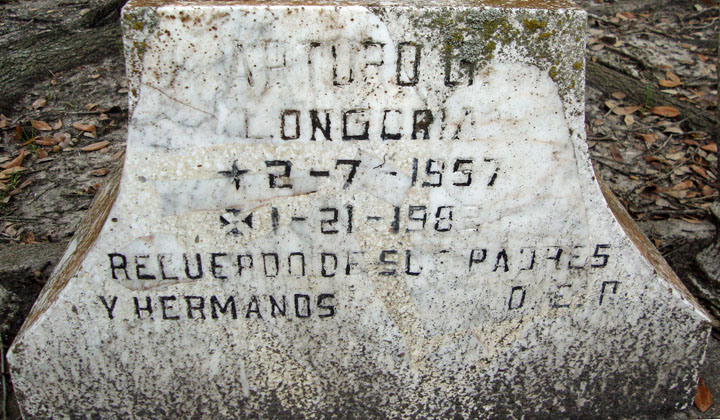 ARTURO G
LONGORIA
2-7-1957
1-21-198
RECUERDO DE SUS PADRES
Y HERMANOS D.E.P